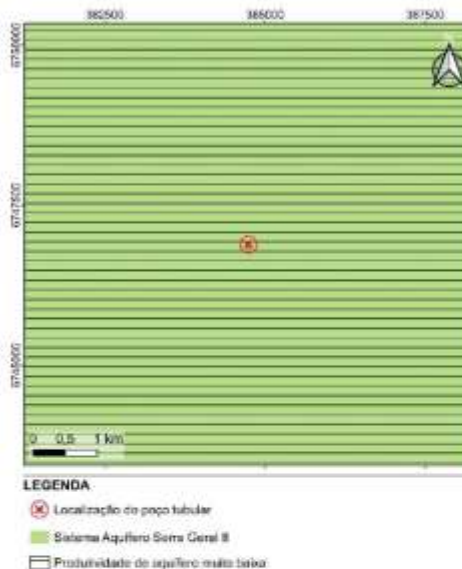 382500 385000 387500
6750000
6747500
6745000
0 0,5 1 km
LEGENDA
Localização do poço tubular
Sistema Aquífero Serra Geral II
Produtividade do aquífero muito baixa